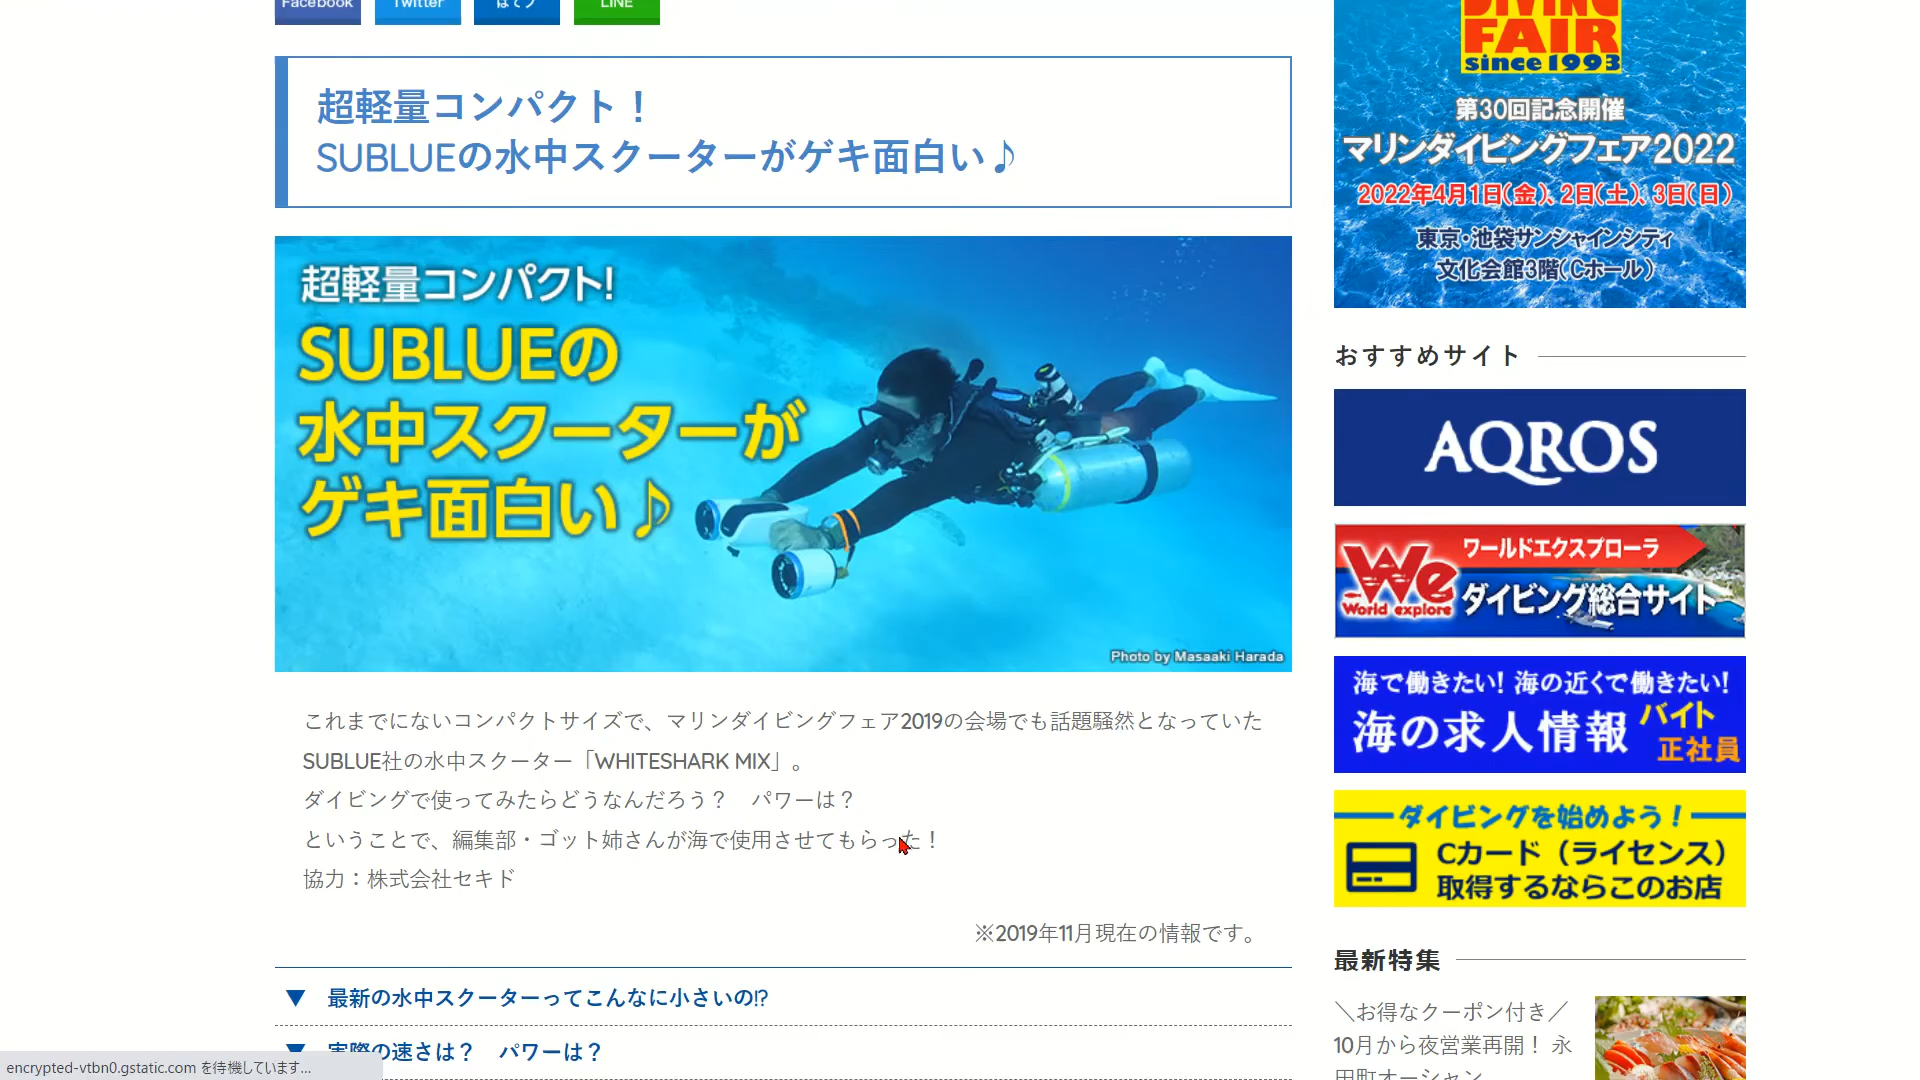 Facebook
Twitter
はてブ
LINE
超軽量コンパクト！
SUBLUEの水中スクーターがゲキ面白い♪
超軽量コンパクト!
SUBLUEの
水中スクーターが
ゲキ面白い♪
Photo by Masaaki Harada
これまでにないコンパクトサイズで、マリンダイビングフェア2019の会場でも話題騒然となっていた
SUBLUE社の水中スクーター「WHITESHARK MIX」。
ダイビングで使ってみたらどうなんだろう？　パワーは？
ということで、編集部・ゴット姉さんが海で使用させてもらった！
協力：株式会社セキド
※2019年11月現在の情報です。
▼ 最新の水中スクーターってこんなに小さいの!?
▼ 実際の速さは？　パワーは？
encrypted-vtbn0.gstatic.com を待機しています...
DIVING
FAIR
since 1993
第30回記念開催
マリンダイビングフェア2022
2022年4月1日(金)、2日(土)、3日(日)
東京・池袋サンシャインシティ
文化会館3階(Cホール)
おすすめサイト
AQROS
We
World explore
ワールドエクスプローラ
ダイビング総合サイト
海で働きたい! 海の近くで働きたい!
海の求人情報
バイト
正社員
ダイビングを始めよう！
Cカード（ライセンス）
取得するならこのお店
最新特集
＼お得なクーポン付き／
10月から夜営業再開！ 永
田町オーシャン